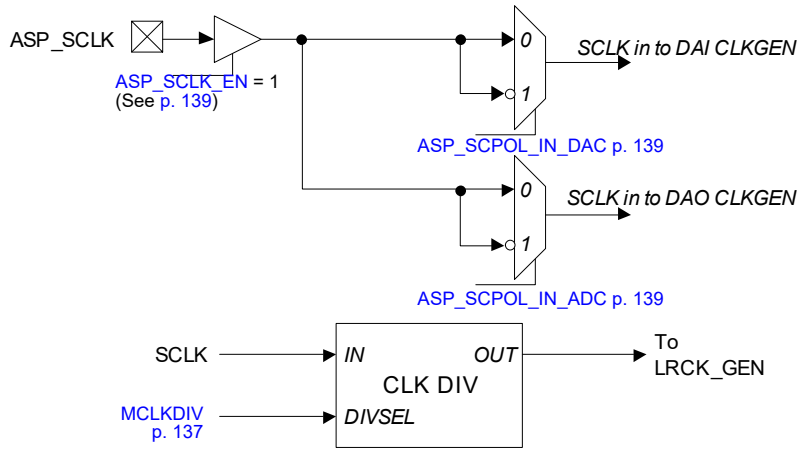 ASP_SCLK
ASP_SCLK_EN = 1
(See p. 139)
0
SCLK in to DAI CLKGEN
1
ASP_SCPOL_IN_DAC p. 139
0
SCLK in to DAO CLKGEN
1
ASP_SCPOL_IN_ADC p. 139
SCLK
IN
OUT
To
LRCK_GEN
CLK DIV
MCLKDIV
p. 137
DIVSEL